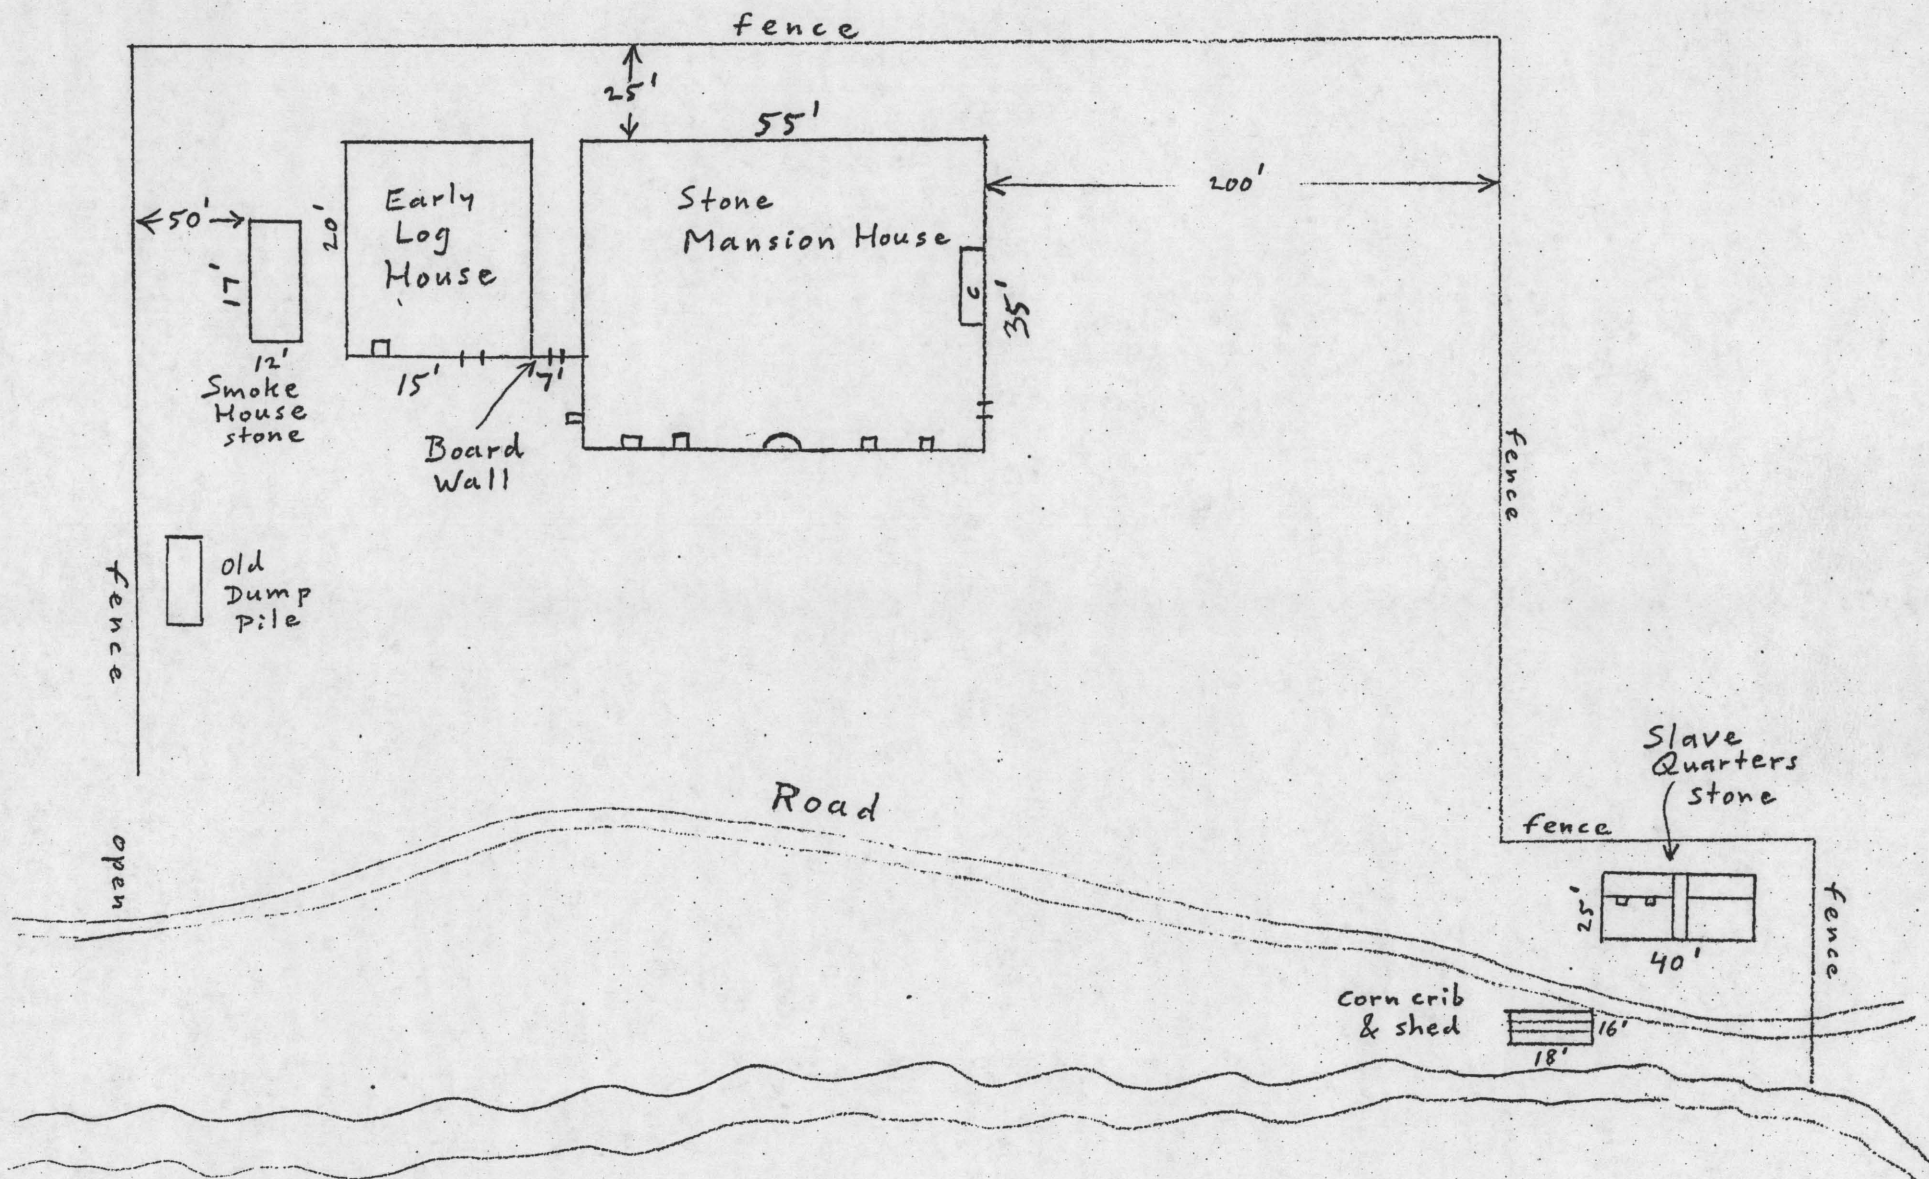 fence
25'
55'
200'
50'
20'
Early
Log
House
Stone
Mansion House
17'
c
35'
12'
15'
7'
Smoke
House
stone
Board
Wall
fence
fence
Old
Dump
Pile
Slave
Quarters
stone
Road
fence
open
25'
fence
40'
corn crib
& shed
16'
18'